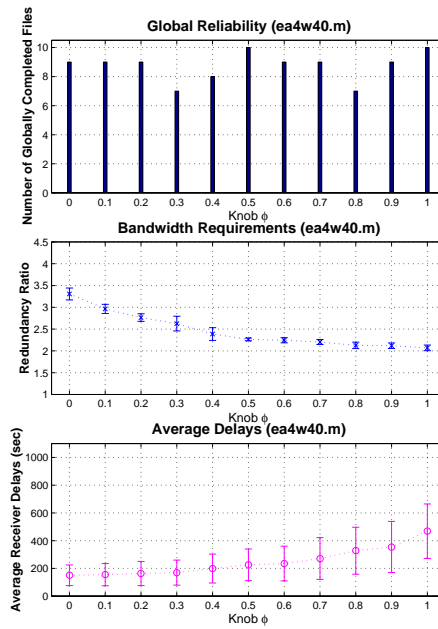 Global Reliability (ea4w40.m)
Number of Globally Completed Files
10
8
6
4
2
0
0 0.1 0.2 0.3 0.4 0.5 0.6 0.7 0.8 0.9 1
Knob ϕ
Bandwidth Requirements (ea4w40.m)
Redundancy Ratio
4.5
4
3.5
3
2.5
2
1.5
1
0 0.1 0.2 0.3 0.4 0.5 0.6 0.7 0.8 0.9 1
Knob ϕ
Average Delays (ea4w40.m)
Average Receiver Delays (sec)
1000
800
600
400
200
0
0 0.1 0.2 0.3 0.4 0.5 0.6 0.7 0.8 0.9 1
Knob ϕ